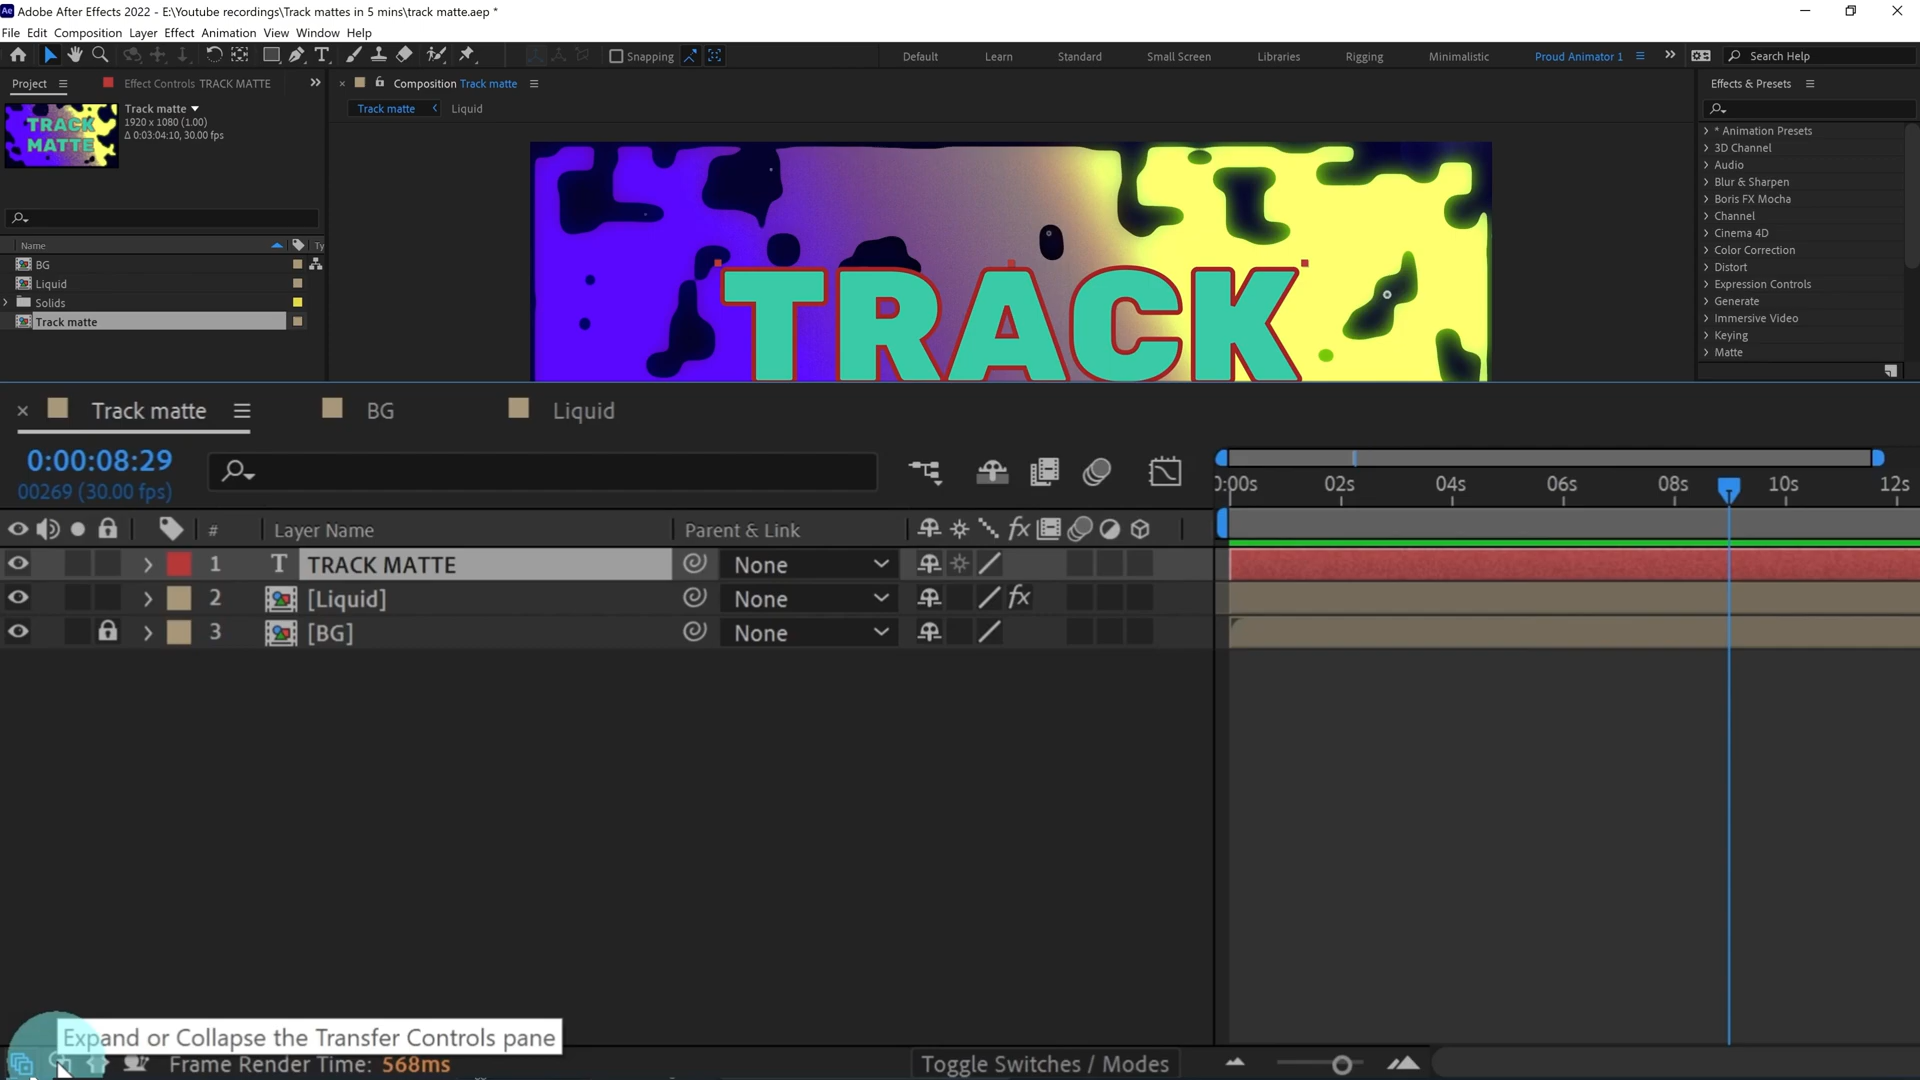 Ae Adobe After Effects 2022 - E:\Youtube recordings\Track mattes in 5 mins\track matte.aep *
File Edit Composition Layer Effect Animation View Window Help
Snapping Default Learn Standard Small Screen Libraries Rigging Minimalistic Proud Animator 1 Search Help
Project Effect Controls TRACK MATTE
Composition Track matte
Effects & Presets
Track matte
1920 x 1080 (1.00)
Δ 0:03:04:10, 30.00 fps
TRACK
MATTE
Track matte Liquid
Name Ty
BG
Liquid
Solids
Track matte
TRACK
* Animation Presets
3D Channel
Audio
Blur & Sharpen
Boris FX Mocha
Channel
Cinema 4D
Color Correction
Distort
Expression Controls
Generate
Immersive Video
Keying
Matte
Track matte BG Liquid
0:00:08:29
00269 (30.00 fps)
0:00s 02s 04s 06s 08s 10s 12s
# Layer Name Parent & Link fx
1 T TRACK MATTE None
2 [Liquid] None fx
3 [BG] None
Expand or Collapse the Transfer Controls pane
Frame Render Time: 568ms
Toggle Switches / Modes